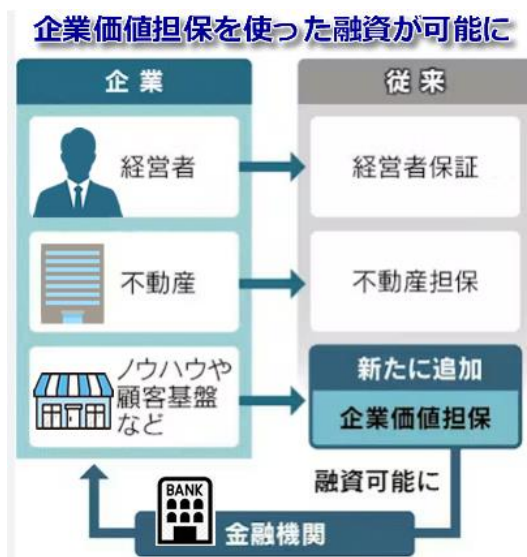 企業価値担保を使った融資が可能に
企業
従来
経営者
経営者保証
不動産
不動産担保
ノウハウや
顧客基盤
など
新たに追加
企業価値担保
融資可能に
BANK
金融機関